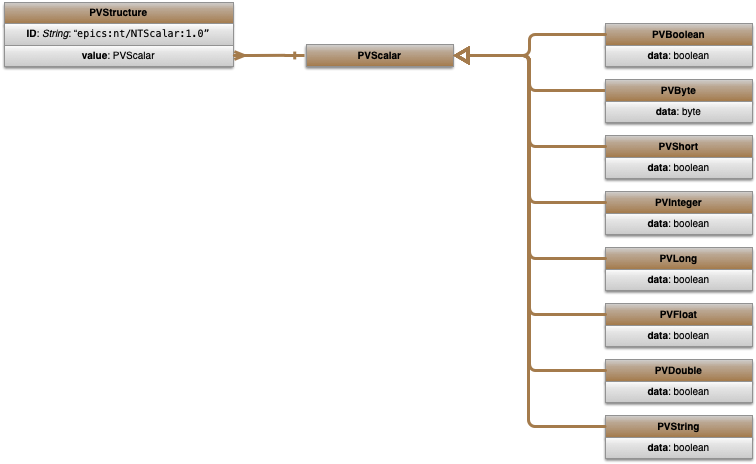 PVStructure
ID: String: "epics:nt/NTScalar:1.0"
value: PVScalar
PVScalar
PVBoolean
data: boolean
PVByte
data: byte
PVShort
data: boolean
PVInteger
data: boolean
PVLong
data: boolean
PVFloat
data: boolean
PVDouble
data: boolean
PVString
data: boolean